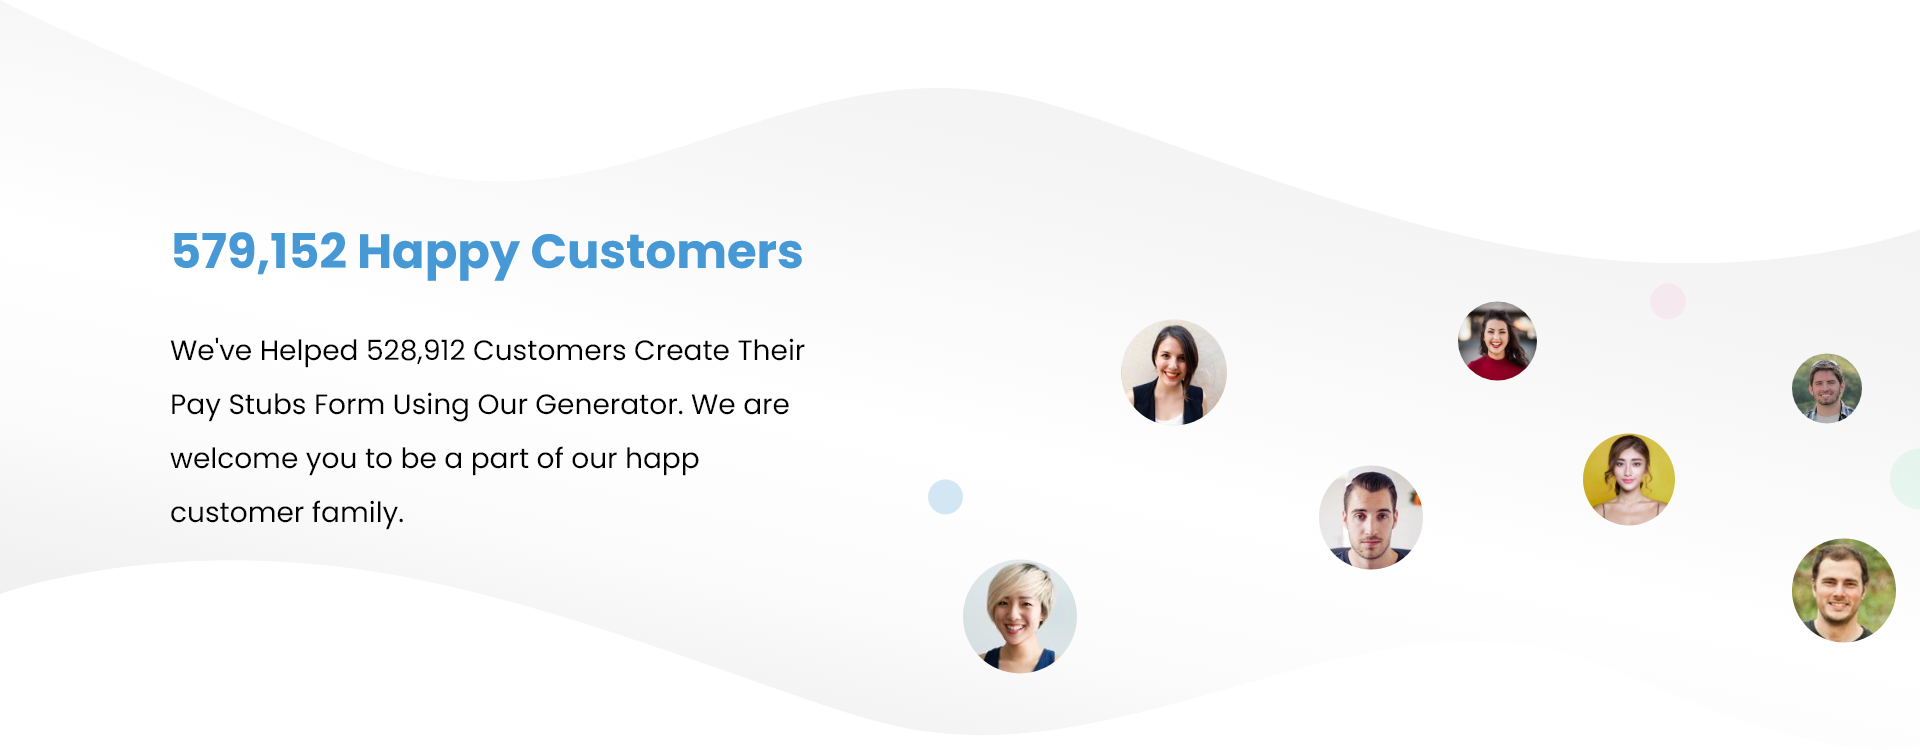 579,152 Happy Customers
We've Helped 528,912 Customers Create Their
Pay Stubs Form Using Our Generator. We are
welcome you to be a part of our happ
customer family.